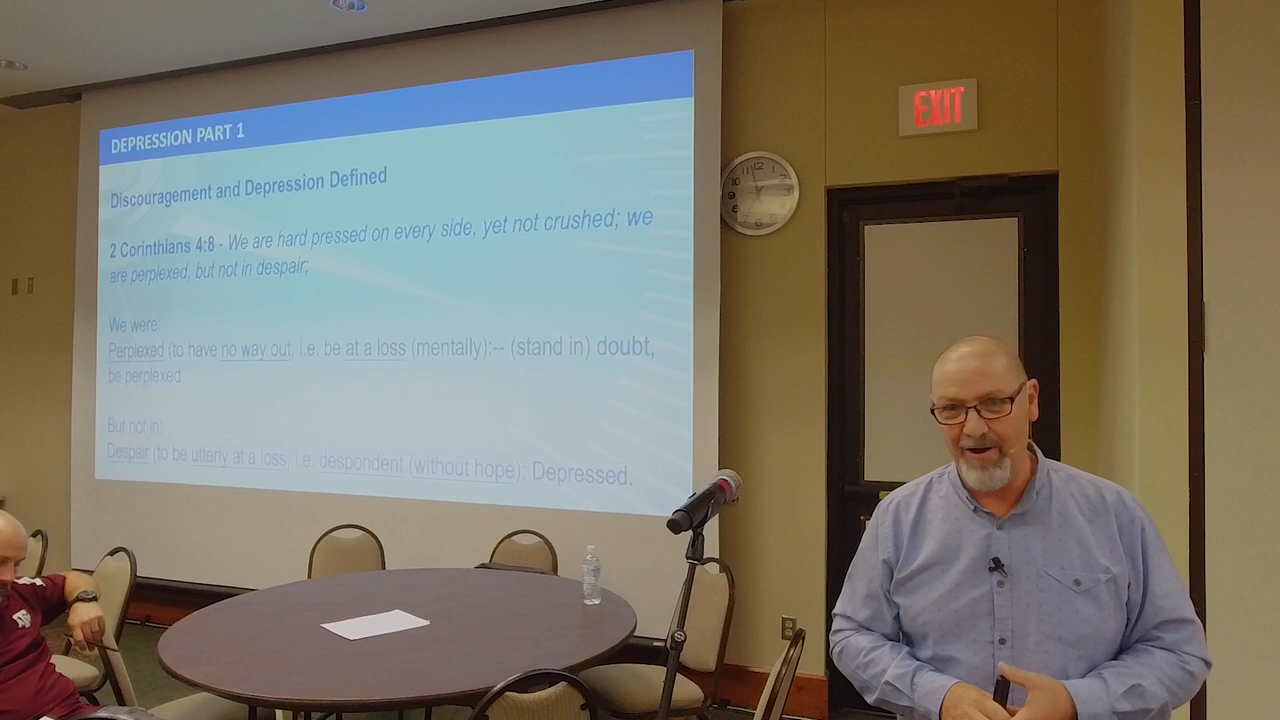 DEPRESSION PART 1
Discouragement and Depression Defined
2 Corinthians 4:8 - We are hard pressed on every side, yet not crushed; we
are perplexed, but not in despair;
We were:
Perplexed (to have no way out, i.e. be at a loss (mentally):-- (stand in) doubt,
be perplexed
But not in:
Despair (to be utterly at a loss, i.e. despondent (without hope): Depressed.
EXIT